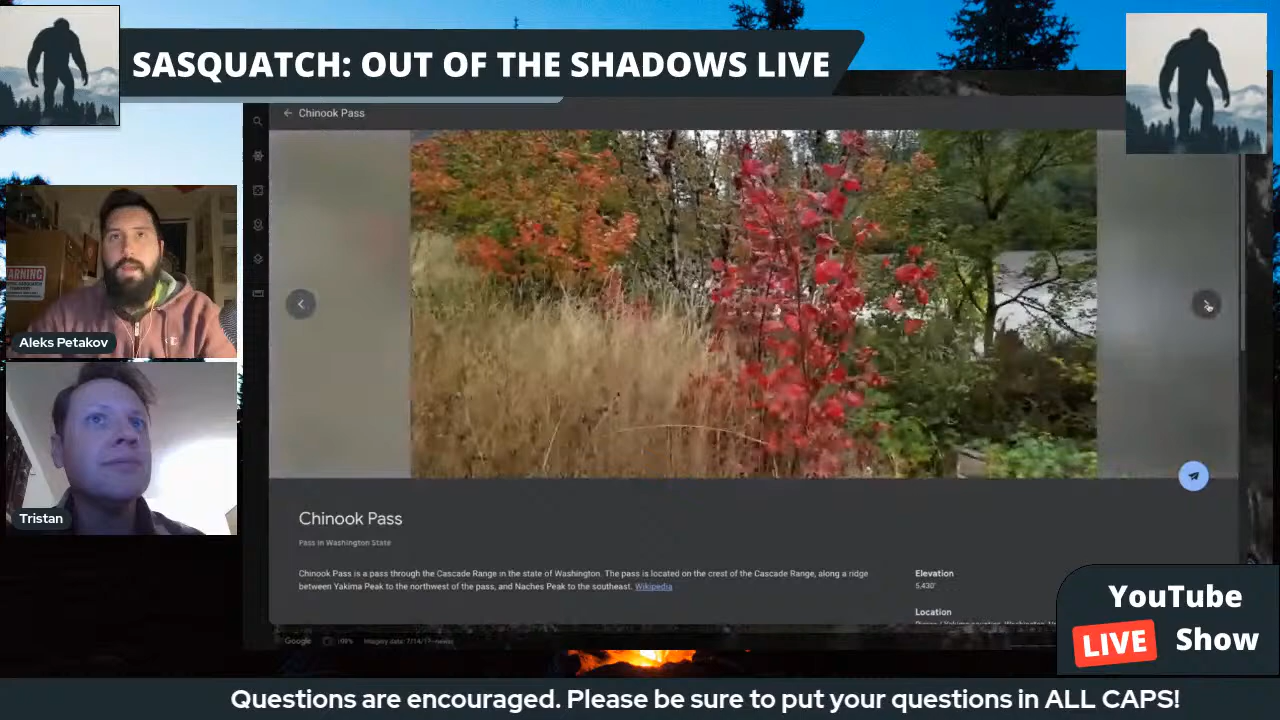 SASQUATCH: OUT OF THE SHADOWS LIVE
Chinook Pass
WARNING
Aleks Petakov
Tristan
Chinook Pass
Pass in Washington State
Chinook Pass is a pass through the Cascade Range in the state of Washington. The pass is located on the crest of the Cascade Range, along a ridge
between Yakima Peak to the northwest of the pass, and Naches Peak to the southeast. Wikipedia
Elevation
5,430'
Location
Google
YouTube
LIVE Show
Questions are encouraged. Please be sure to put your questions in ALL CAPS!